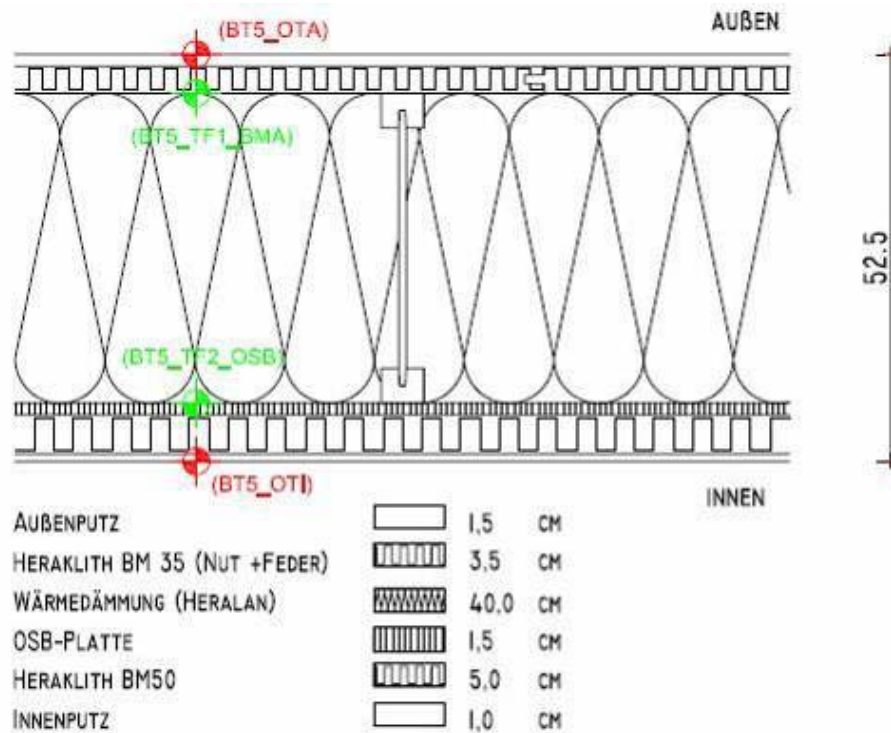 AUßEN
(BT5_OTA)
(BT5_TF1_BMA)
52.5
(BT5_TF2_OSB)
(BT5_OTI)
INNEN
AUßENPUTZ 1,5 CM
HERAKLITH BM 35 (NUT +FEDER) 3,5 CM
WÄRMEDÄMMUNG (HERALAN) 40,0 CM
OSB-PLATTE 1,5 CM
HERAKLITH BM50 5,0 CM
INNENPUTZ 1,0 CM